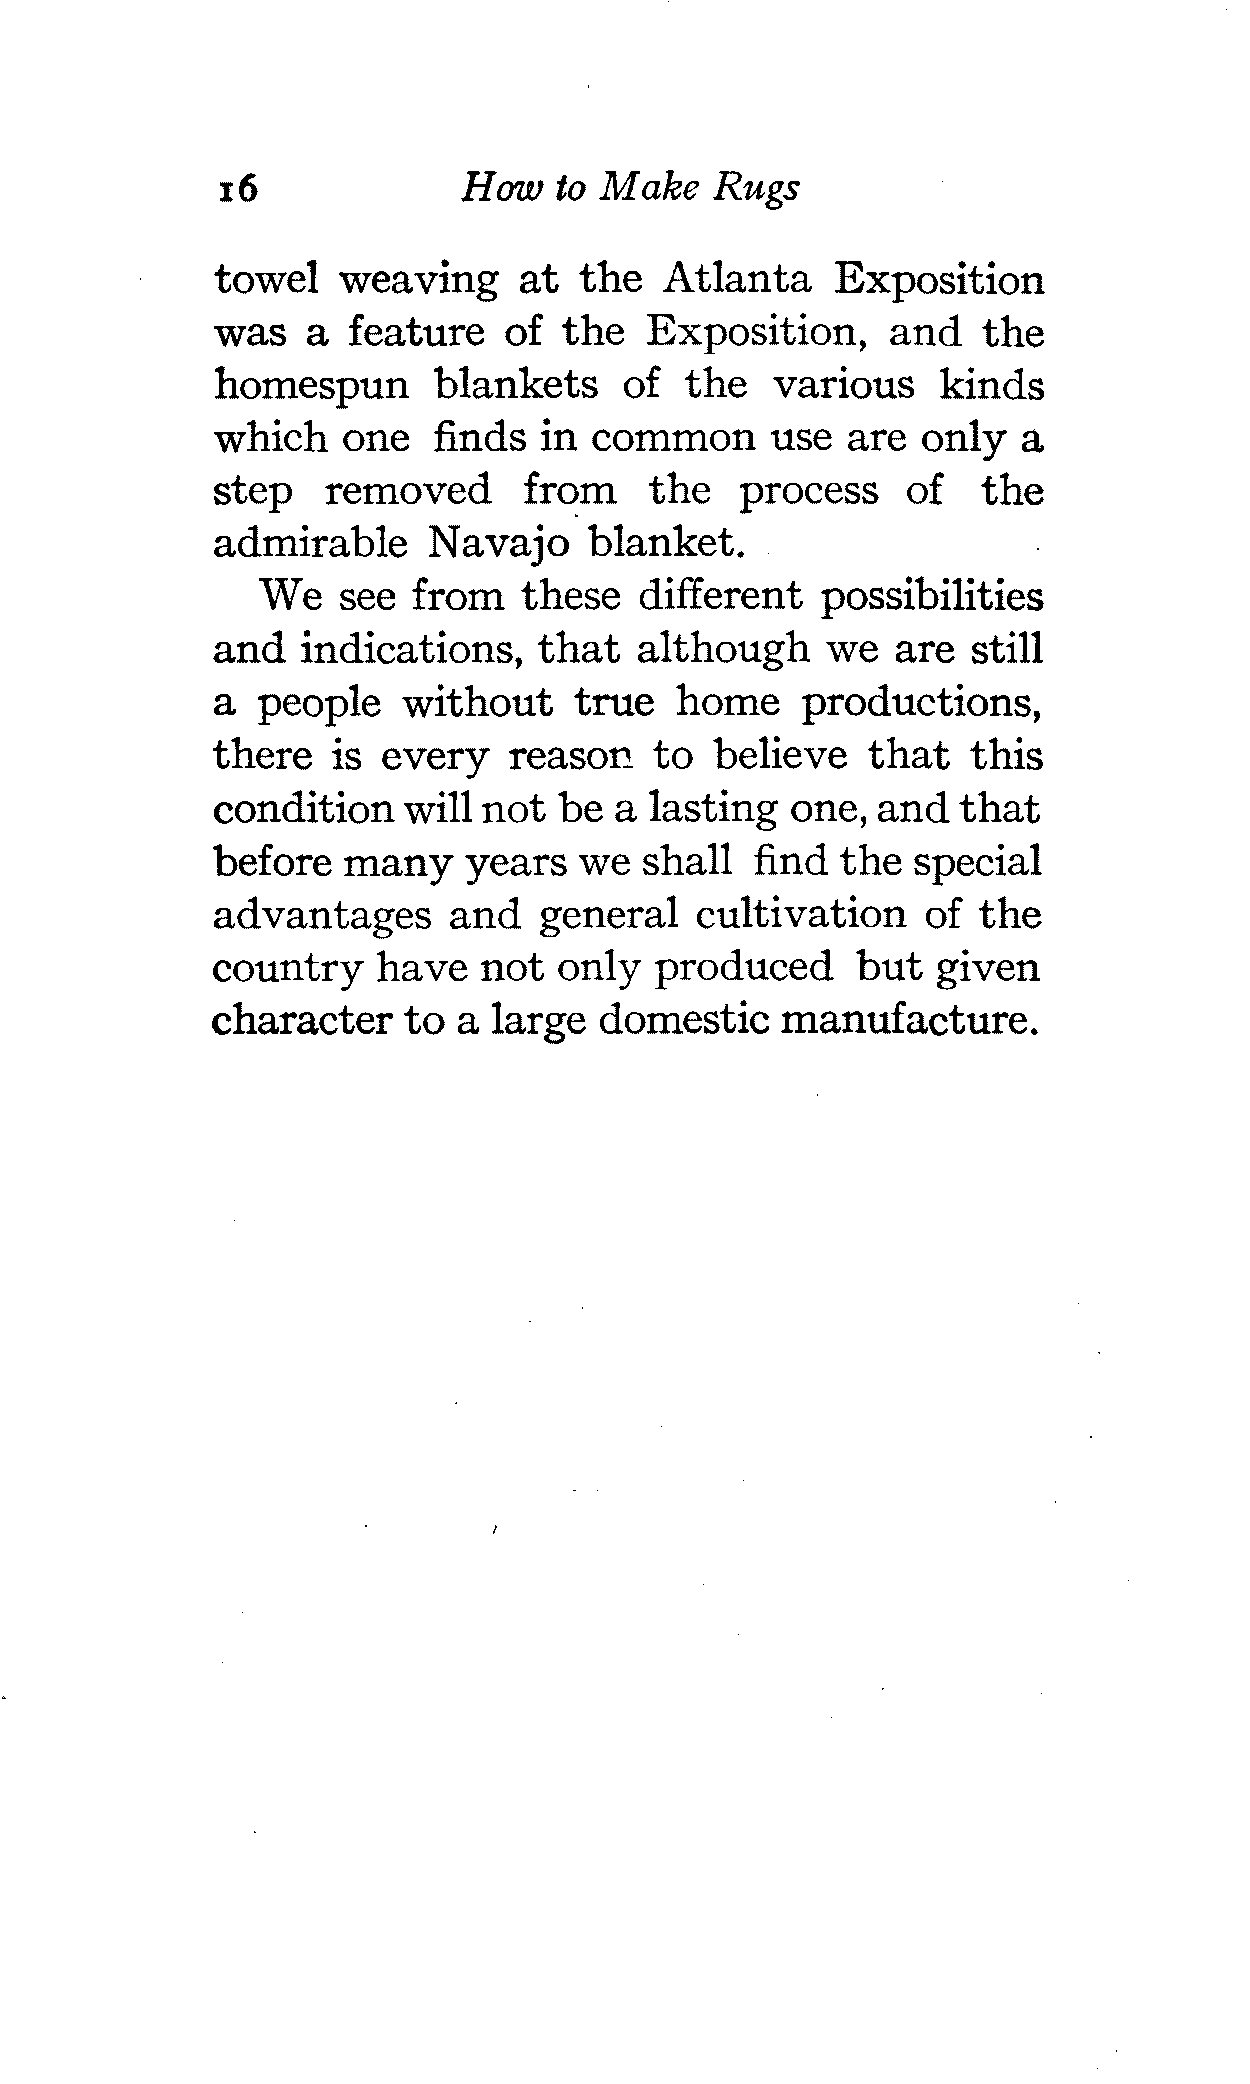 16 How to Make Rugs
towel weaving at the Atlanta Exposition
was a feature of the Exposition, and the
homespun blankets of the various kinds
which one finds in common use are only a
step removed from the process of the
admirable Navajo blanket.
We see from these different possibilities
and indications, that although we are still
a people without true home productions,
there is every reason to believe that this
condition will not be a lasting one, and that
before many years we shall find the special
advantages and general cultivation of the
country have not only produced but given
character to a large domestic manufacture.